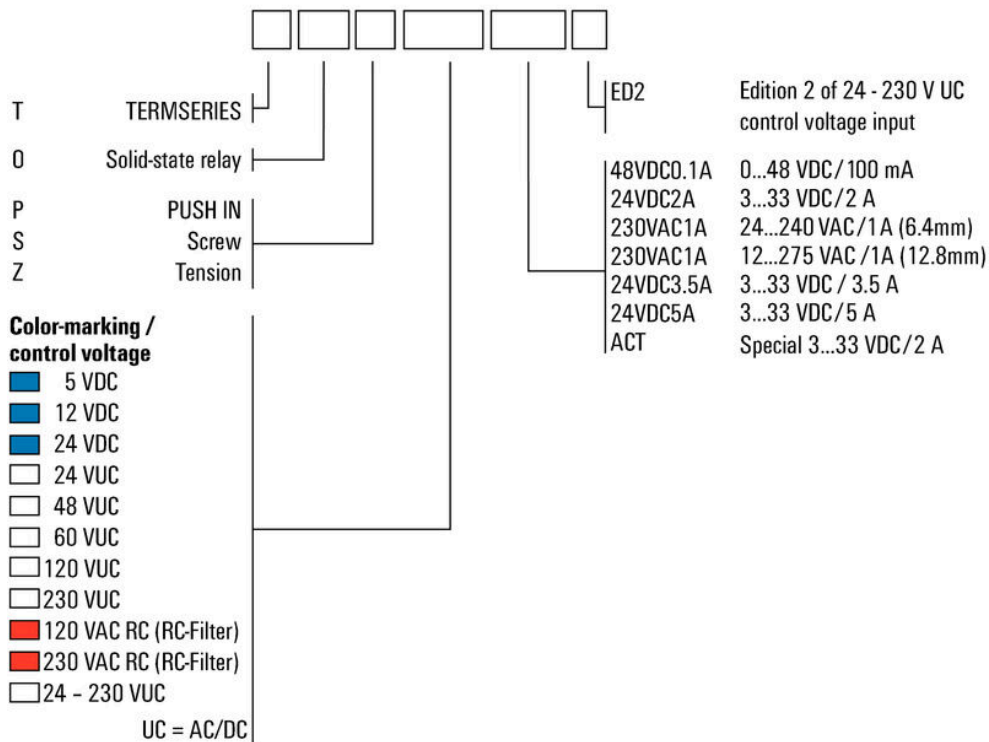 T TERMSERIES
O Solid-state relay
P PUSH IN
S Screw
Z Tension
Color-marking /
control voltage
5 VDC
12 VDC
24 VDC
24 VUC
48 VUC
60 VUC
120 VUC
230 VUC
120 VAC RC (RC-Filter)
230 VAC RC (RC-Filter)
24 – 230 VUC
UC = AC/DC
ED2 Edition 2 of 24 - 230 V UC
control voltage input
48VDC0.1A 0...48 VDC/100 mA
24VDC2A 3...33 VDC/2 A
230VAC1A 24...240 VAC/1A (6.4mm)
230VAC1A 12...275 VAC /1A (12.8mm)
24VDC3.5A 3...33 VDC / 3.5 A
24VDC5A 3...33 VDC/5 A
ACT Special 3...33 VDC/2 A